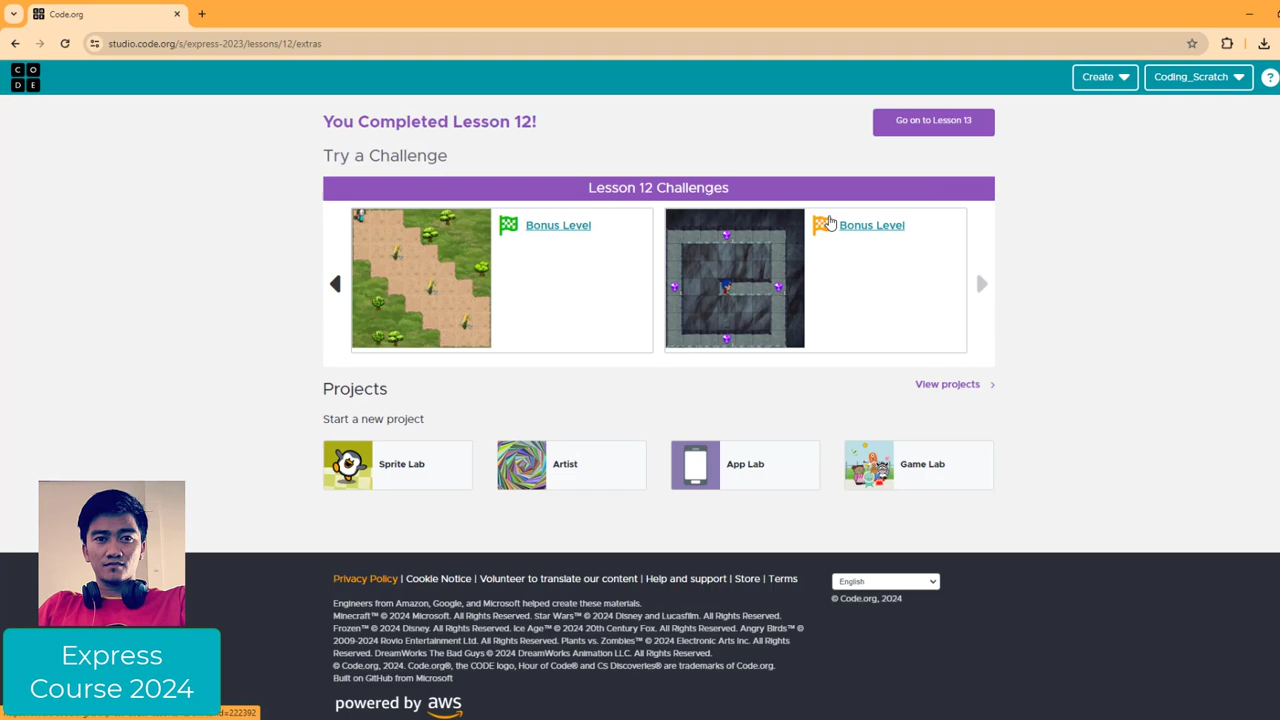 Code.org
studio.code.org/s/express-2023/lessons/12/extras
C O
D E
Create
Coding_Scratch
?
You Completed Lesson 12!
Go on to Lesson 13
Try a Challenge
Lesson 12 Challenges
Bonus Level
Bonus Level
Projects
View projects
Start a new project
Sprite Lab
Artist
App Lab
Game Lab
Privacy Policy | Cookie Notice | Volunteer to translate our content | Help and support | Store | Terms
English
© Code.org, 2024
Engineers from Amazon, Google, and Microsoft helped create these materials.
Minecraft™ © 2024 Microsoft. All Rights Reserved. Star Wars™ © 2024 Disney and Lucasfilm. All Rights Reserved.
Frozen™ © 2024 Disney. All Rights Reserved. Ice Age™ © 2024 20th Century Fox. All Rights Reserved. Angry Birds™ ©
2009-2024 Rovio Entertainment Ltd. All Rights Reserved. Plants vs. Zombies™ © 2024 Electronic Arts Inc. All Rights
Reserved. DreamWorks The Bad Guys © 2024 DreamWorks Animation LLC. All Rights Reserved.
© Code.org, 2024. Code.org®, the CODE logo, Hour of Code® and CS Discoveries® are trademarks of Code.org.
Built on GitHub from Microsoft
powered by aws
Express
Course 2024
=222392